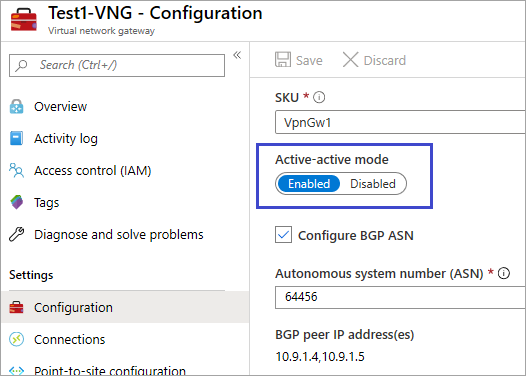 Test1-VNG - Configuration
Virtual network gateway
Search (Ctrl+/)
Overview
Activity log
Access control (IAM)
Tags
Diagnose and solve problems
Settings
Configuration
Connections
Point-to-site configuration
Save Discard
SKU *
VpnGw1
Active-active mode
Enabled Disabled
Configure BGP ASN
Autonomous system number (ASN) *
64456
BGP peer IP address(es)
10.9.1.4,10.9.1.5